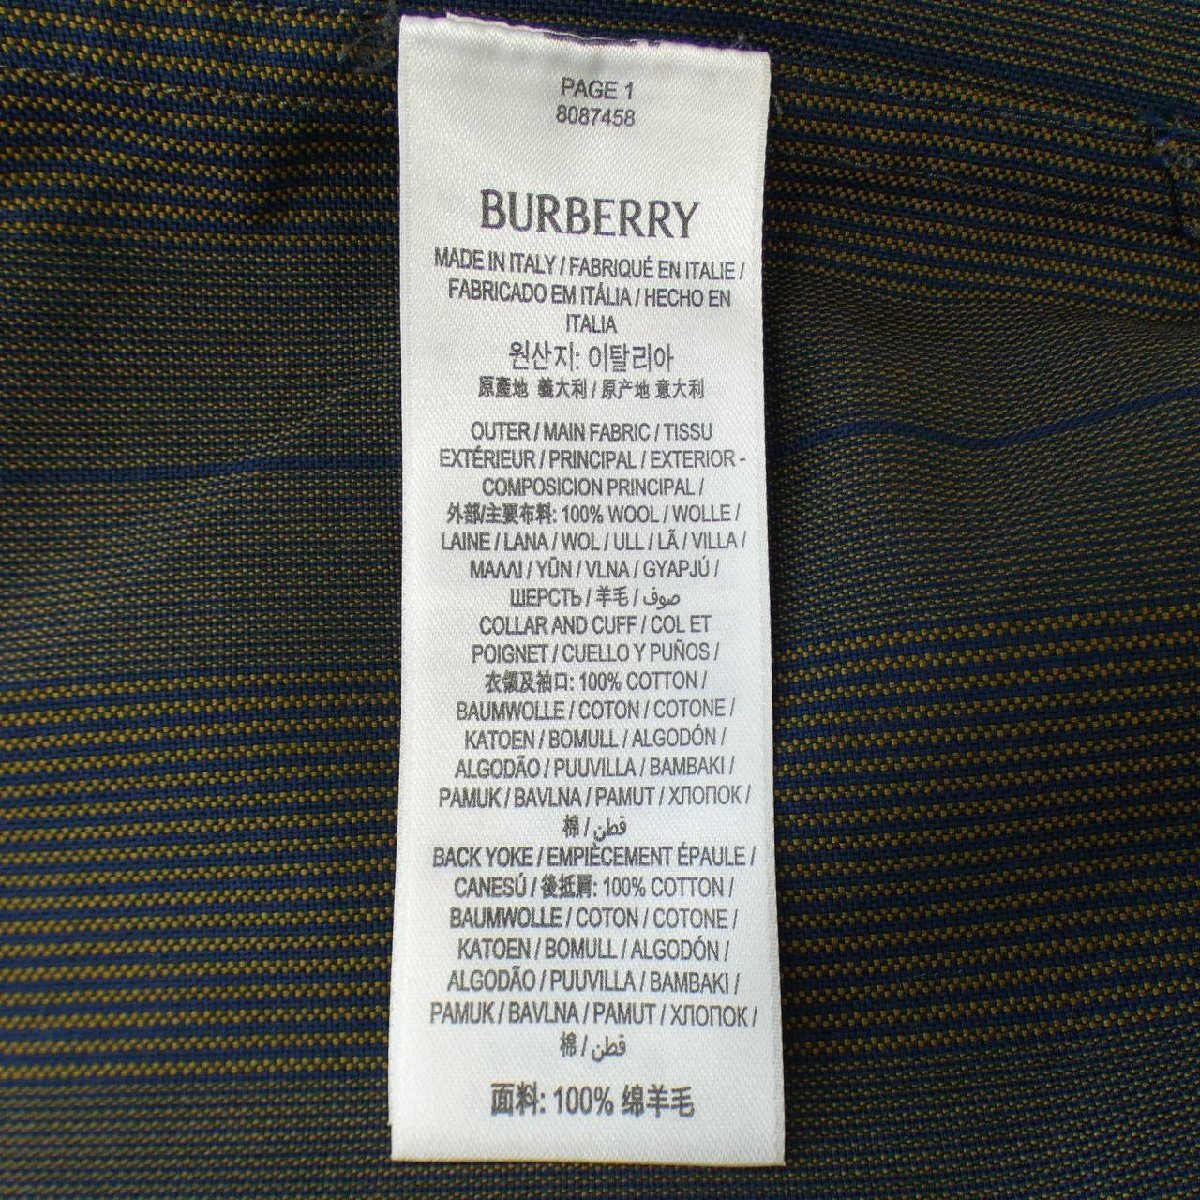 PAGE 1
8087458
BURBERRY
MADE IN ITALY / FABRIQUÉ EN ITALIE /
FABRICADO EM ITÁLIA / HECHO EN
ITALIA
원산지: 이탈리아
原產地 義大利 / 原产地 意大利
OUTER / MAIN FABRIC / TISSU
EXTÉRIEUR / PRINCIPAL / EXTERIOR -
COMPOSICION PRINCIPAL /
外部/主要布料: 100% WOOL / WOLLE /
LAINE / LANA / WOL / ULL / LÃ / VILLA /
ΜΑΛΛΙ / YŪN / VLNA / GYAPJÚ /
ШЕРСТЬ / 羊毛 / صوف
COLLAR AND CUFF / COL ET
POIGNET / CUELLO Y PUÑOS /
衣領及袖口: 100% COTTON /
BAUMWOLLE / COTON / COTONE /
KATOEN / BOMULL / ALGODÓN /
ALGODÃO / PUUVILLA / BAMBAKI /
PAMUK / BAVLNA / PAMUT / ХЛОПОК /
棉 / قطن
BACK YOKE / EMPIÈCEMENT ÉPAULE /
CANESÚ / 後抵肩: 100% COTTON /
BAUMWOLLE / COTON / COTONE /
KATOEN / BOMULL / ALGODÓN /
ALGODÃO / PUUVILLA / BAMBAKI /
PAMUK / BAVLNA / PAMUT / ХЛОПОК /
棉 / قطن
面料: 100% 绵羊毛